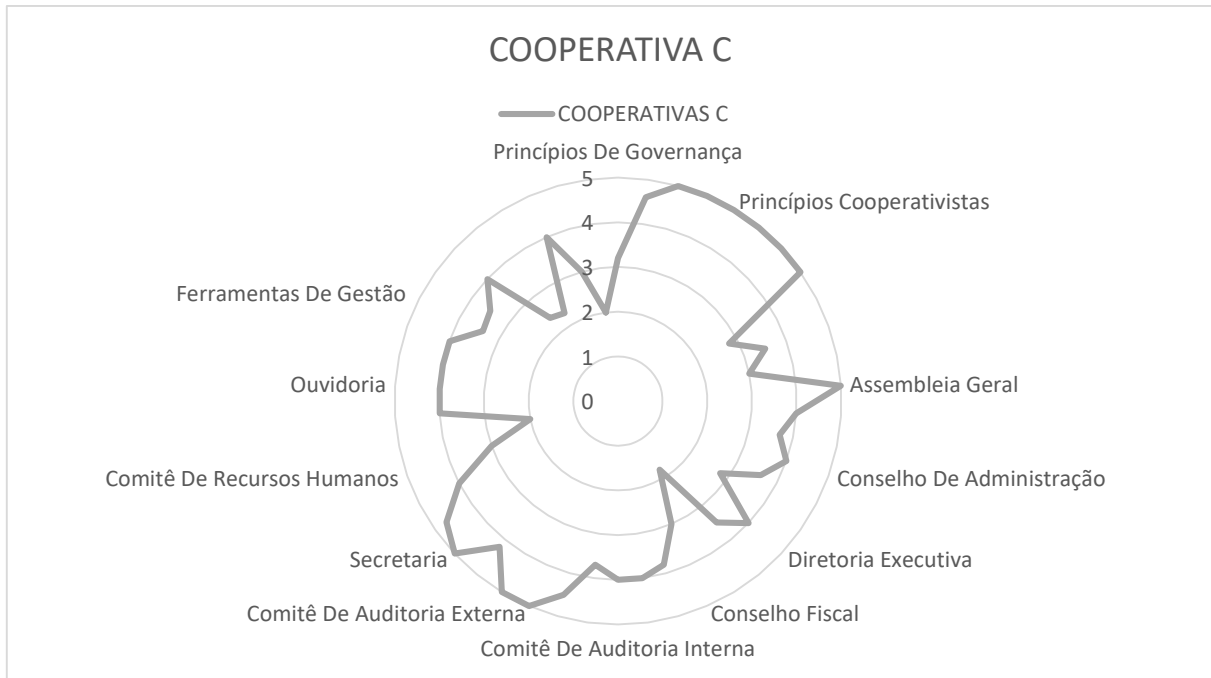 COOPERATIVA C
COOPERATIVAS C
Princípios De Governança
5
Princípios Cooperativistas
4
3
Ferramentas De Gestão
2
1
Ouvidoria
0
Assembleia Geral
Comitê De Recursos Humanos
Conselho De Administração
Secretaria
Diretoria Executiva
Comitê De Auditoria Externa
Conselho Fiscal
Comitê De Auditoria Interna